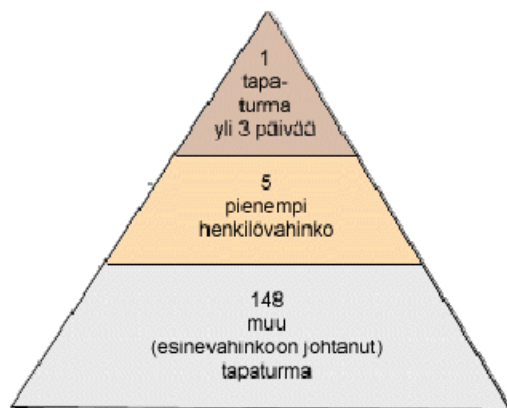 1
tapa-
turma
yli 3 päivää
5
pienempi
henkilövahinko
148
muu
(esinevahinkoon johtanut)
tapaturma